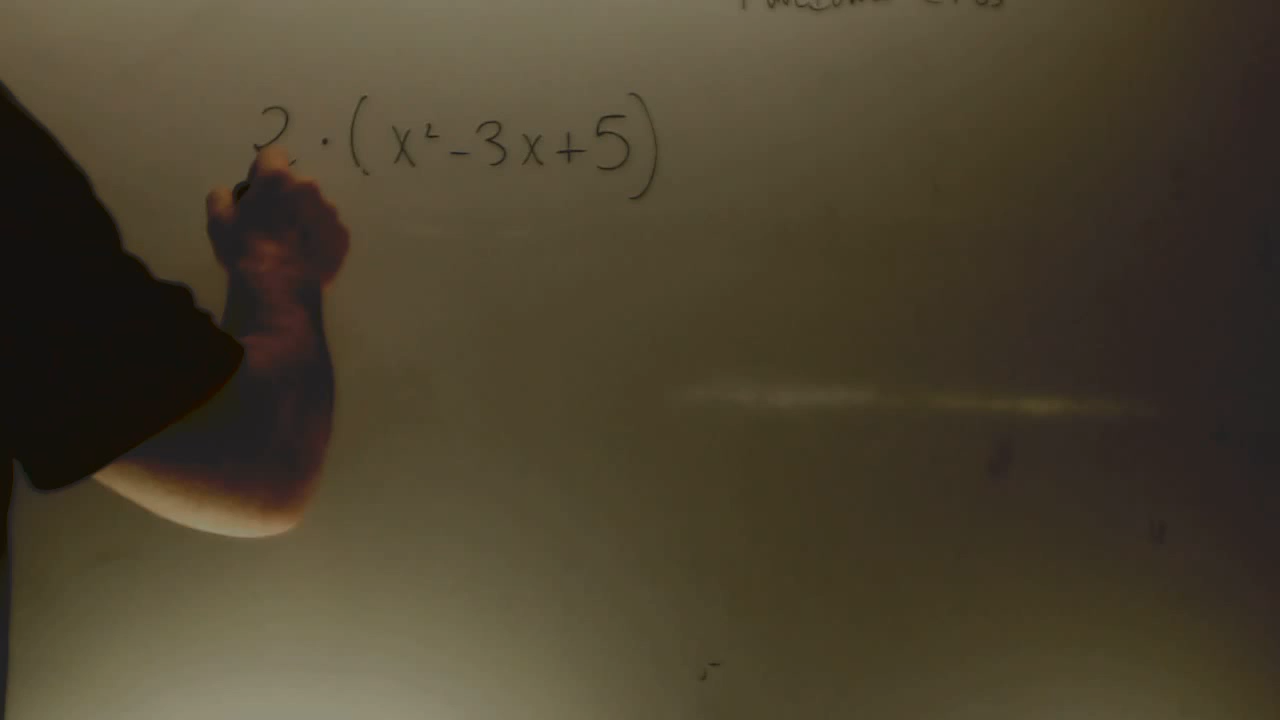 2 · (x² - 3x + 5)